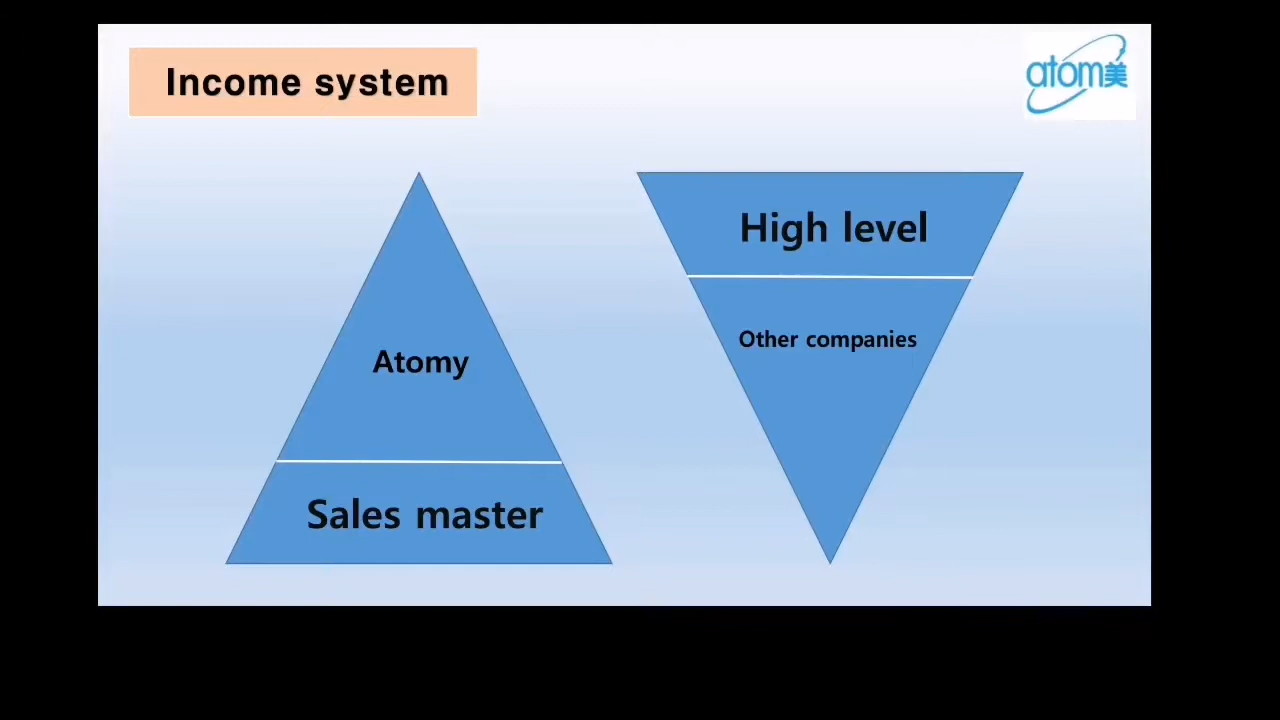 Income system
atom美
High level
Other companies
Atomy
Sales master